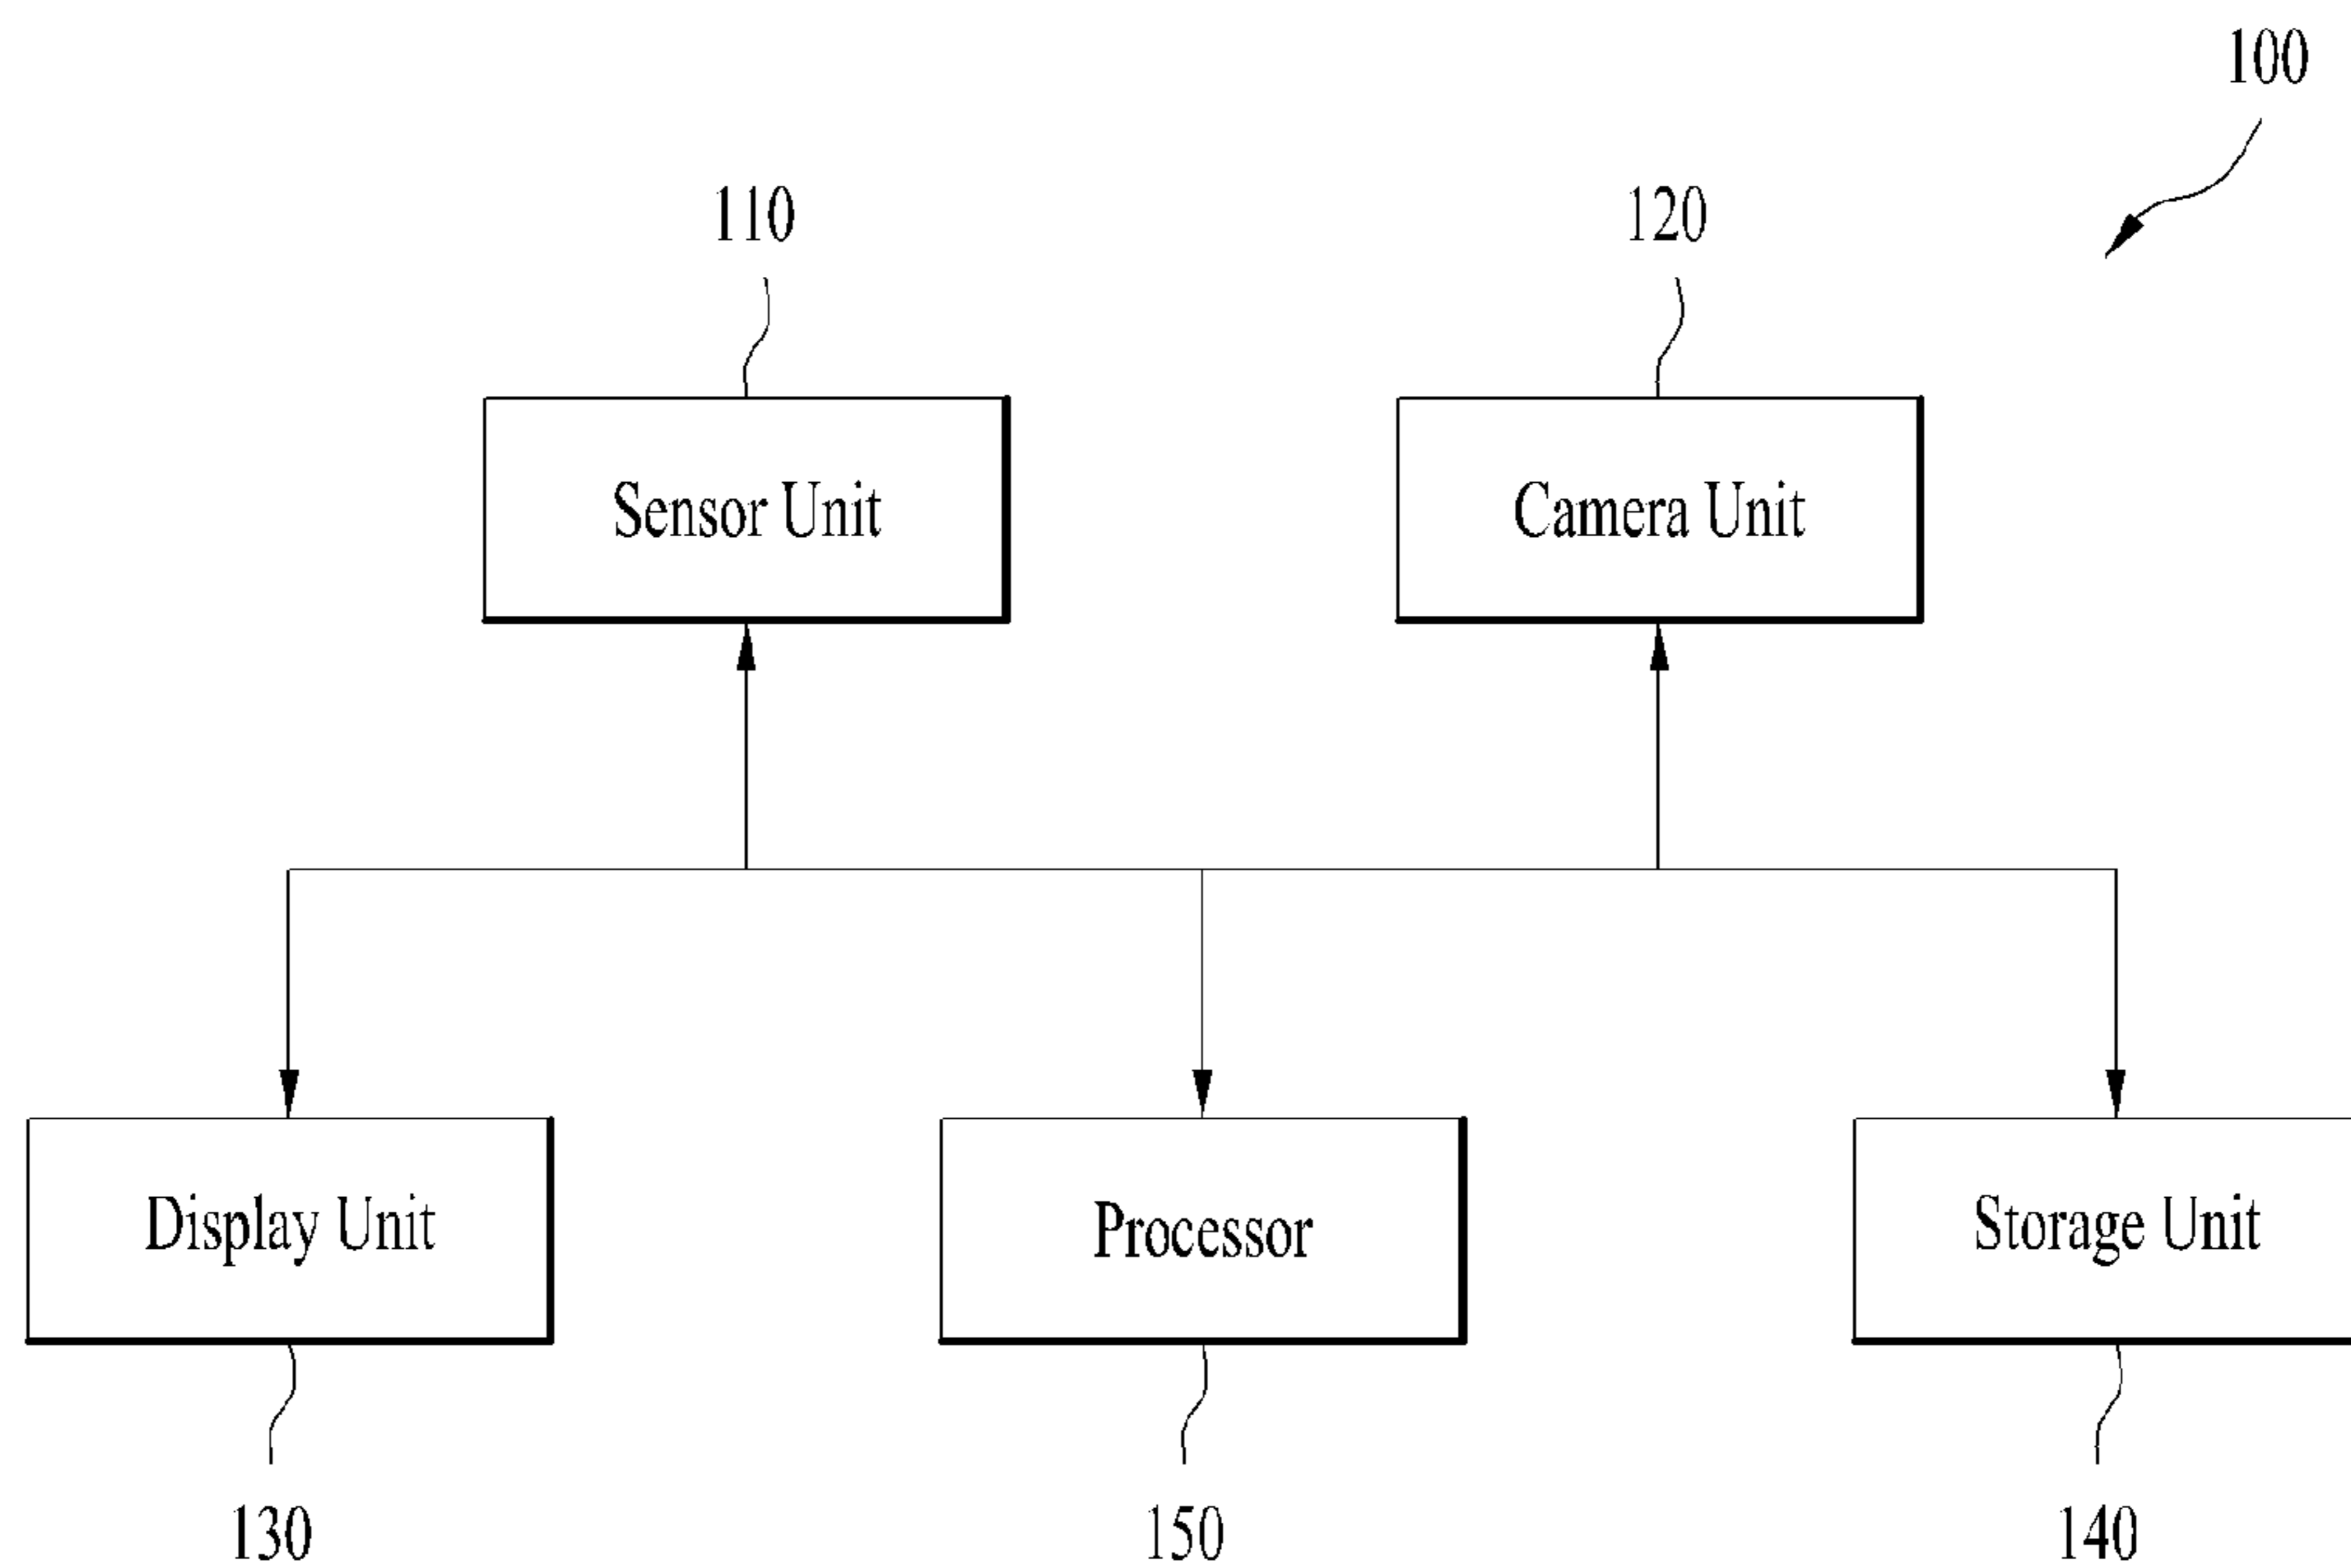 100
110
120
Sensor Unit
Camera Unit
Display Unit
Processor
Storage Unit
130
150
140